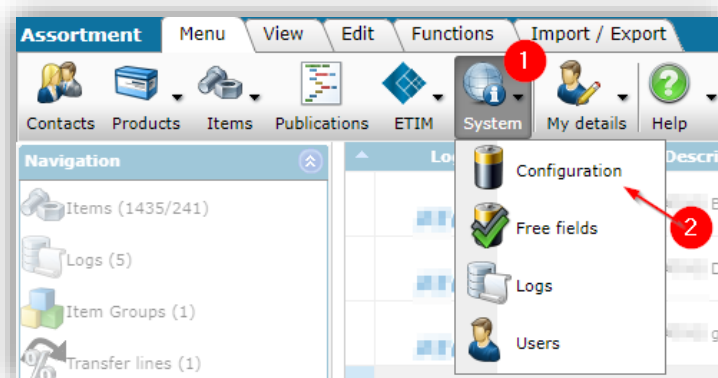 Assortment Menu View Edit Functions Import / Export
1
Contacts Products Items Publications ETIM System My details Help
Navigation
Items (1435/241)
Logs (5)
Item Groups (1)
Transfer lines (1)
Configuration
2
Free fields
Logs
Users